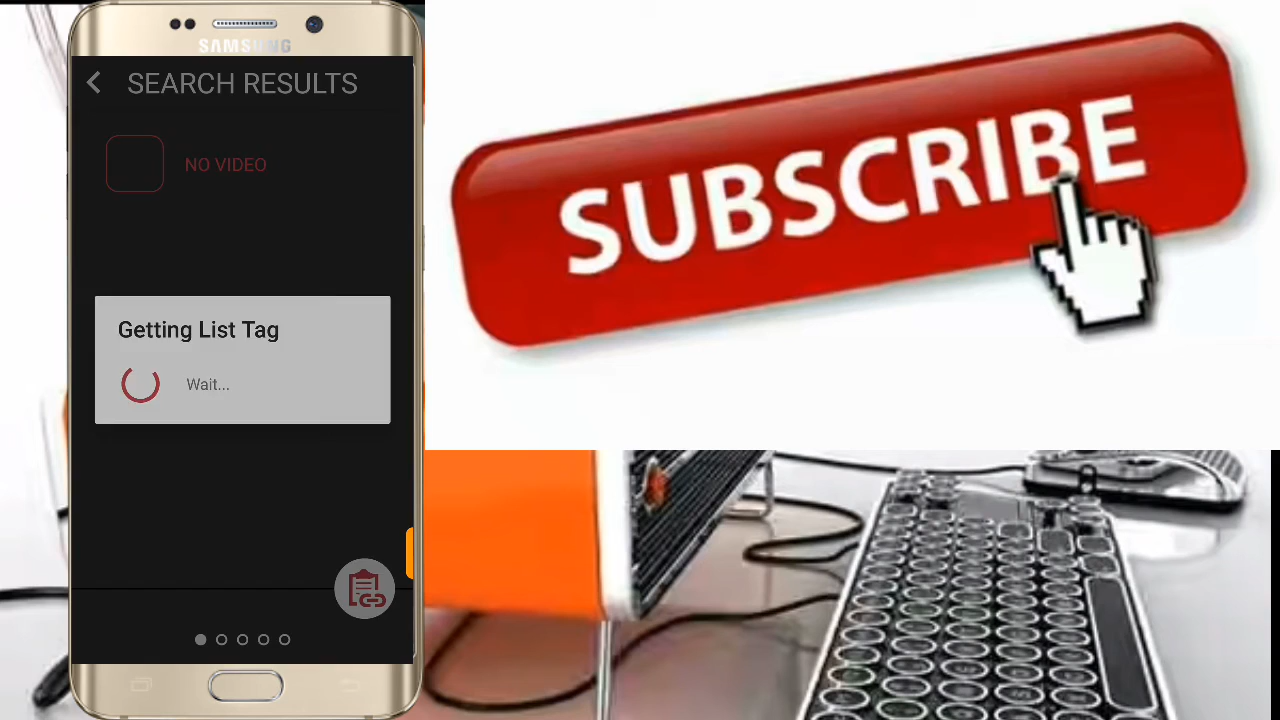 SAMSUNG
SEARCH RESULTS
NO VIDEO
Getting List Tag
Wait...
SUBSCRIBE